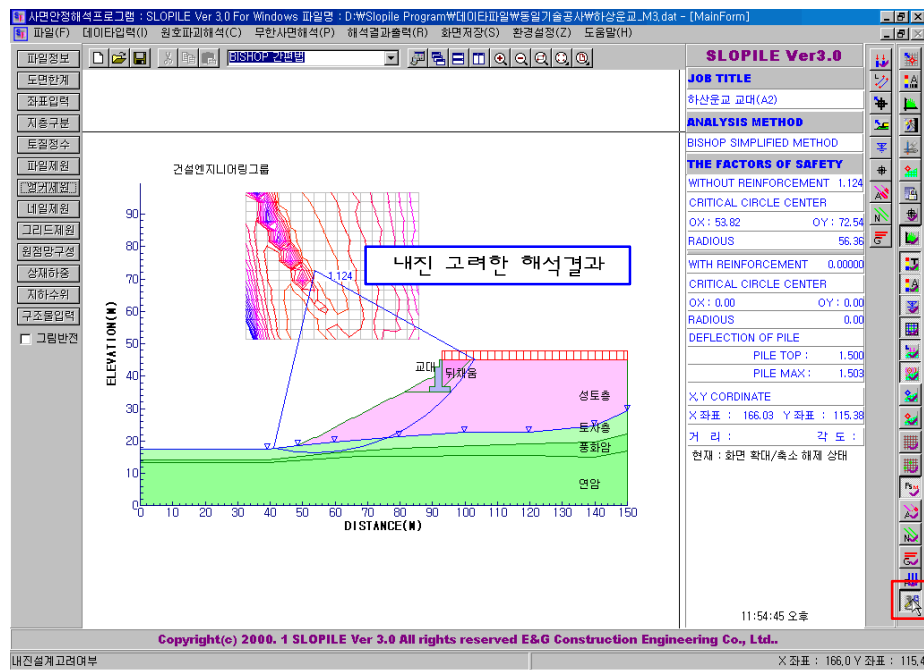 사면안정해석프로그램 : SLOPILE Ver 3.0 For Windows 파일명 : D:₩Slopile Program₩데이타파일₩동일기술공사₩하상운교_M3.dat - [MainForm]
파일(F) 데이타입력(I) 원호파괴해석(C) 무한사면해석(P) 해석결과출력(R) 화면저장(S) 환경설정(Z) 도움말(H)
BISHOP 간편법
파일정보
도면한계
좌표입력
지층구분
토질정수
파일제원
앵커제원
네일제원
그리드제원
원점망구성
상재하중
지하수위
구조물입력
그림반전
건설엔지니어링그룹
내진 고려한 해석결과
1.124
교대
뒤채움
성토층
토사층
풍화암
연암
ELEVATION(M)
90
80
70
60
50
40
30
20
10
0
0 10 20 30 40 50 60 70 80 90 100 110 120 130 140 150
DISTANCE(M)
SLOPILE Ver3.0
JOB TITLE
하산운교 교대(A2)
ANALYSIS METHOD
BISHOP SIMPLIFIED METHOD
THE FACTORS OF SAFETY
WITHOUT REINFORCEMENT 1.124
CRITICAL CIRCLE CENTER
OX : 53.82 OY : 72.54
RADIOUS 56.36
WITH REINFORCEMENT 0.00000
CRITICAL CIRCLE CENTER
OX : 0.00 OY : 0.00
RADIOUS 0.00
DEFLECTION OF PILE
PILE TOP : 1.500
PILE MAX : 1.503
X,Y CORDINATE
X 좌표 : 166.03 Y 좌표 : 115.38
거 리 : 각 도 :
현재 : 화면 확대/축소 해제 상태
11:54:45 오후
Copyright(c) 2000. 1 SLOPILE Ver 3.0 All rights reserved E&G Construction Engineering Co., Ltd..
내진설계고려여부
X 좌표 : 166.0 Y 좌표 : 115.4